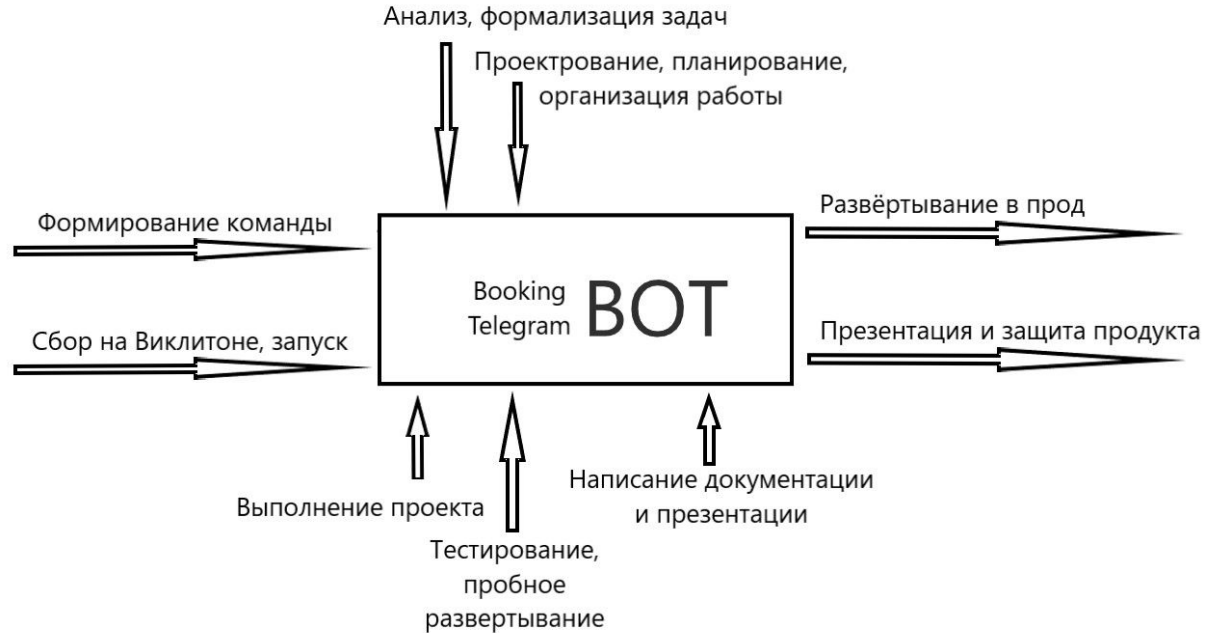 Анализ, формализация задач
Проектрование, планирование,
организация работы
Формирование команды
Развёртывание в прод
Booking
Telegram
BOT
Сбор на Виклитоне, запуск
Презентация и защита продукта
Выполнение проекта
Написание документации
и презентации
Тестирование,
пробное
развертывание